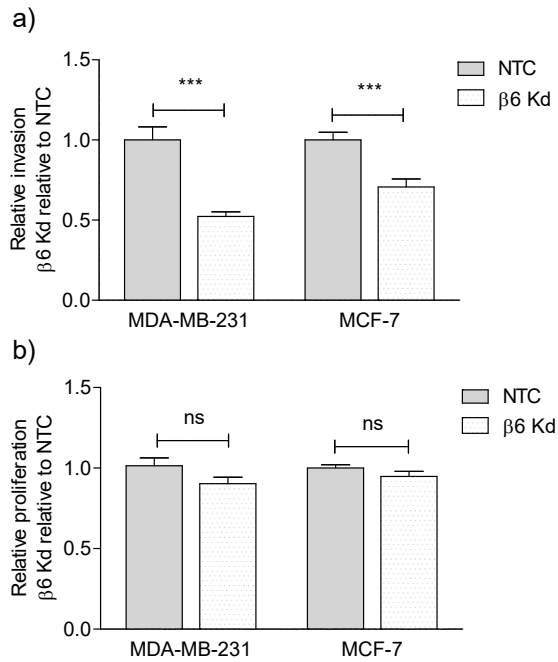 a)
Relative invasion
β6 Kd relative to NTC
1.5
1.0
0.5
0.0
***
***
NTC
β6 Kd
MDA-MB-231
MCF-7
b)
Relative proliferation
β6 Kd relative to NTC
1.5
1.0
0.5
0.0
ns
ns
NTC
β6 Kd
MDA-MB-231
MCF-7